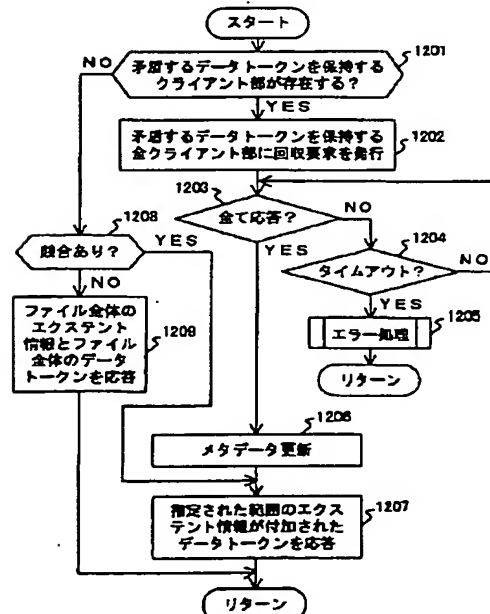 スタート
1201
矛盾するデータトークンを保持する
クライアント部が存在する？
NO
YES
矛盾するデータトークンを保持する
全クライアント部に回収要求を発行
1202
1203
全て応答？
NO
YES
1204
タイムアウト？
NO
YES
1205
エラー処理
リターン
1208
競合あり？
YES
NO
ファイル全体の
エクステント
情報とファイル
全体のデータ
トークンを応答
1209
1206
メタデータ更新
指定された範囲のエクス
テント情報が付加された
データトークンを応答
1207
リターン